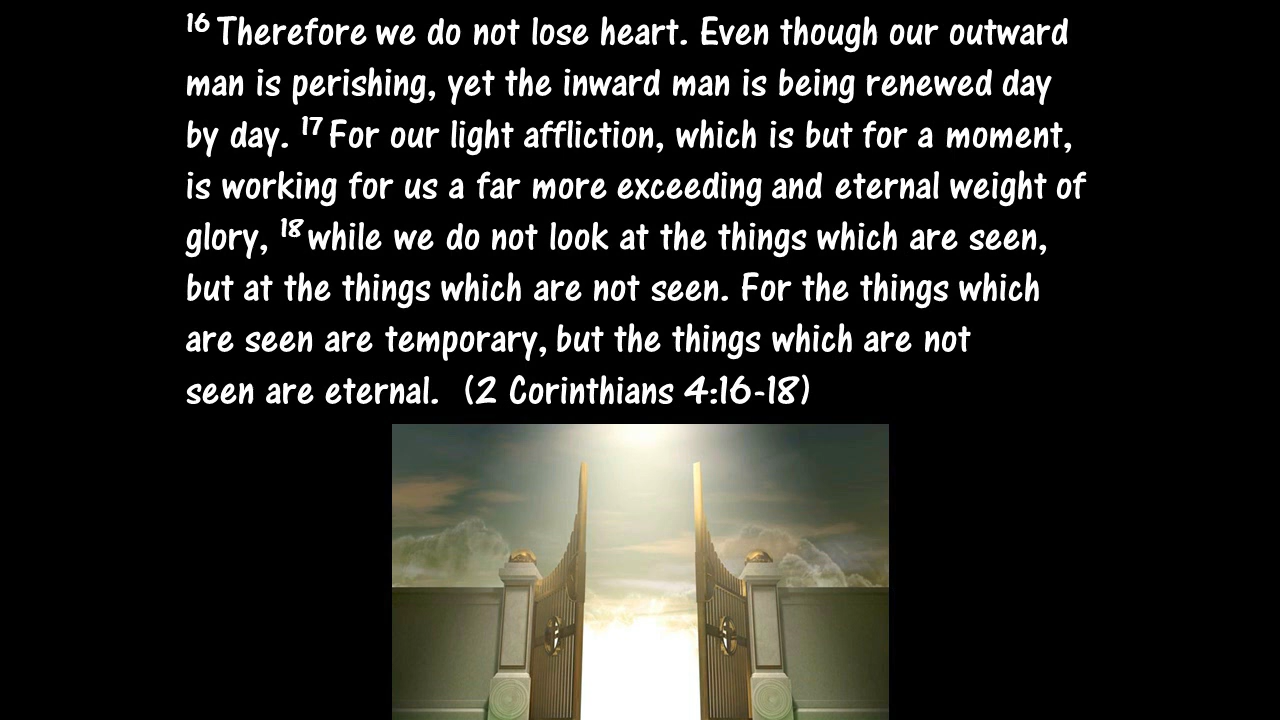 16 Therefore we do not lose heart. Even though our outward
man is perishing, yet the inward man is being renewed day
by day. 17 For our light affliction, which is but for a moment,
is working for us a far more exceeding and eternal weight of
glory, 18 while we do not look at the things which are seen,
but at the things which are not seen. For the things which
are seen are temporary, but the things which are not
seen are eternal. (2 Corinthians 4:16-18)